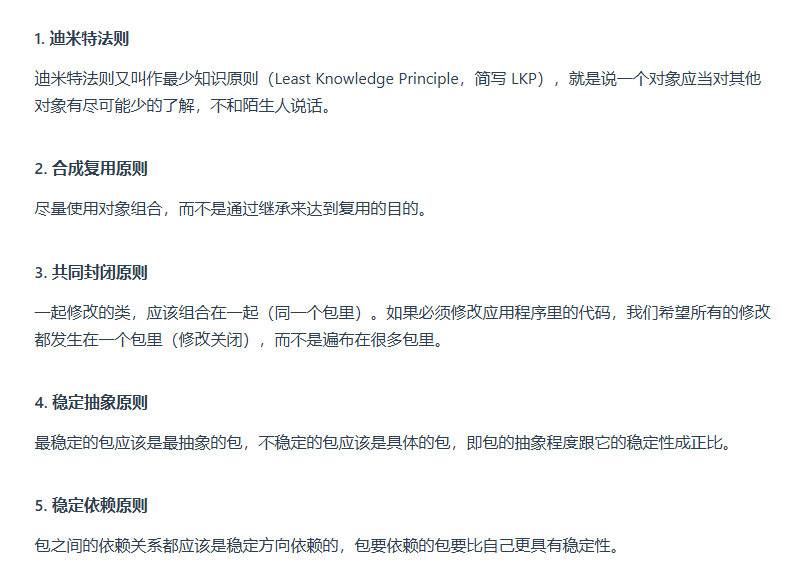 1. 迪米特法则
迪米特法则又叫作最少知识原则（Least Knowledge Principle，简写 LKP），就是说一个对象应当对其他
对象有尽可能少的了解，不和陌生人说话。
2. 合成复用原则
尽量使用对象组合，而不是通过继承来达到复用的目的。
3. 共同封闭原则
一起修改的类，应该组合在一起（同一个包里）。如果必须修改应用程序里的代码，我们希望所有的修改
都发生在一个包里（修改关闭），而不是遍布在很多包里。
4. 稳定抽象原则
最稳定的包应该是最抽象的包，不稳定的包应该是具体的包，即包的抽象程度跟它的稳定性成正比。
5. 稳定依赖原则
包之间的依赖关系都应该是稳定方向依赖的，包要依赖的包要比自己更具有稳定性。